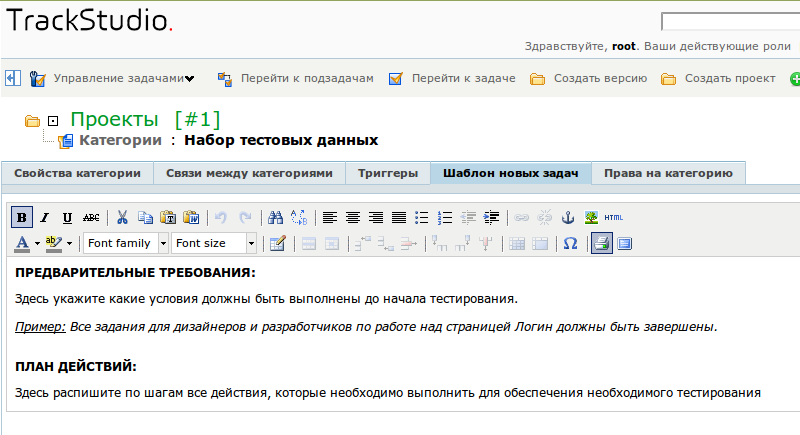 TrackStudio.
Здравствуйте, root. Ваши действующие роли
Управление задачами Перейти к подзадачам Перейти к задаче Создать версию Создать проект
Проекты [#1]
Категории : Набор тестовых данных
Свойства категории Связи между категориями Триггеры Шаблон новых задач Права на категорию
B I U ABC HTML
A ab Font family Font size Ω
ПРЕДВАРИТЕЛЬНЫЕ ТРЕБОВАНИЯ:
Здесь укажите какие условия должны быть выполнены до начала тестирования.
Пример: Все задания для дизайнеров и разработчиков по работе над страницей Логин должны быть завершены.
ПЛАН ДЕЙСТВИЙ:
Здесь распишите по шагам все действия, которые необходимо выполнить для обеспечения необходимого тестирования